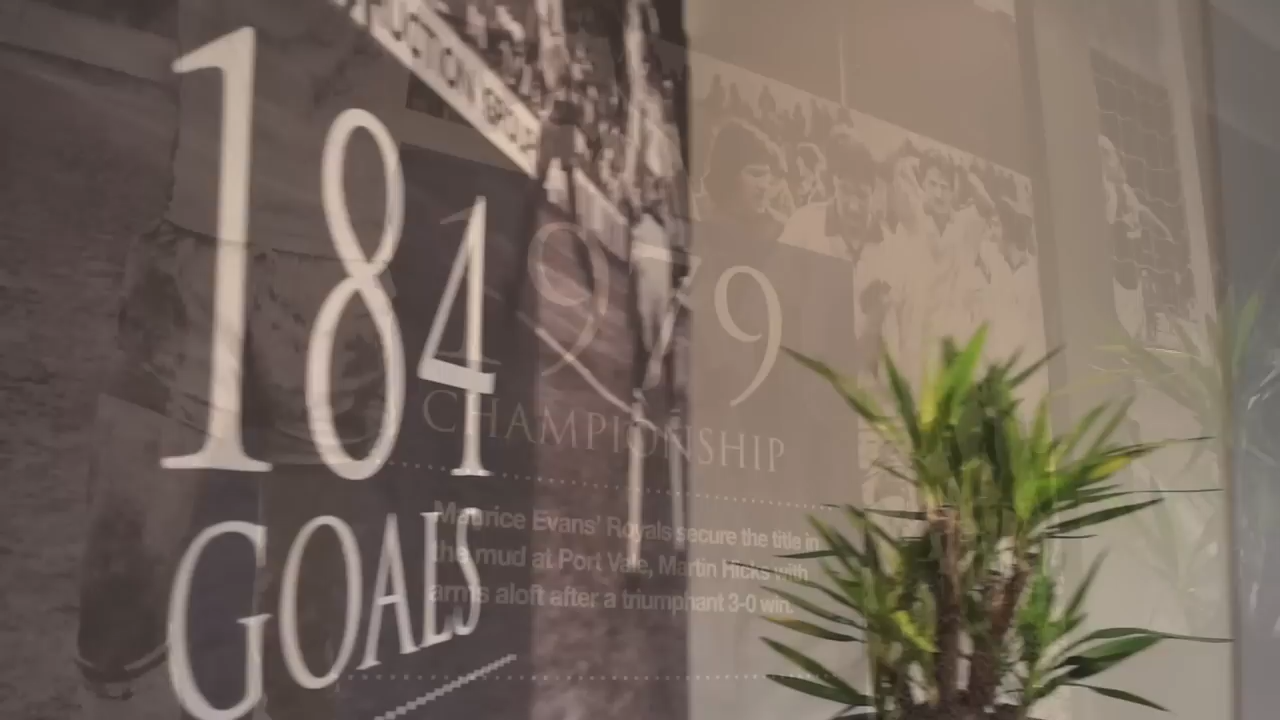 184
GOALS
1979
CHAMPIONSHIP
Maurice Evans' Royals secure the title in
the mud at Port Vale, Martin Hicks with
arms aloft after a triumphant 3-0 win.